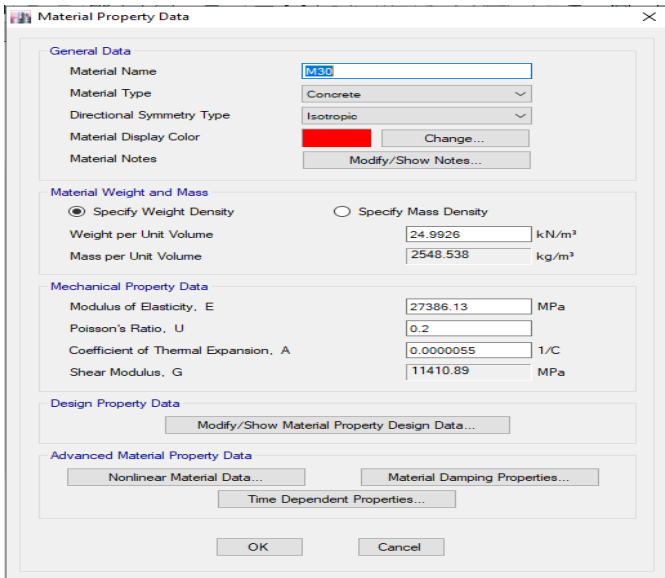 Material Property Data
General Data
Material Name M30
Material Type Concrete
Directional Symmetry Type Isotropic
Material Display Color Change...
Material Notes Modify/Show Notes...
Material Weight and Mass
Specify Weight Density Specify Mass Density
Weight per Unit Volume 24.9926 kN/m³
Mass per Unit Volume 2548.538 kg/m³
Mechanical Property Data
Modulus of Elasticity, E 27386.13 MPa
Poisson's Ratio, U 0.2
Coefficient of Thermal Expansion, A 0.0000055 1/C
Shear Modulus, G 11410.89 MPa
Design Property Data
Modify/Show Material Property Design Data...
Advanced Material Property Data
Nonlinear Material Data... Material Damping Properties...
Time Dependent Properties...
OK Cancel